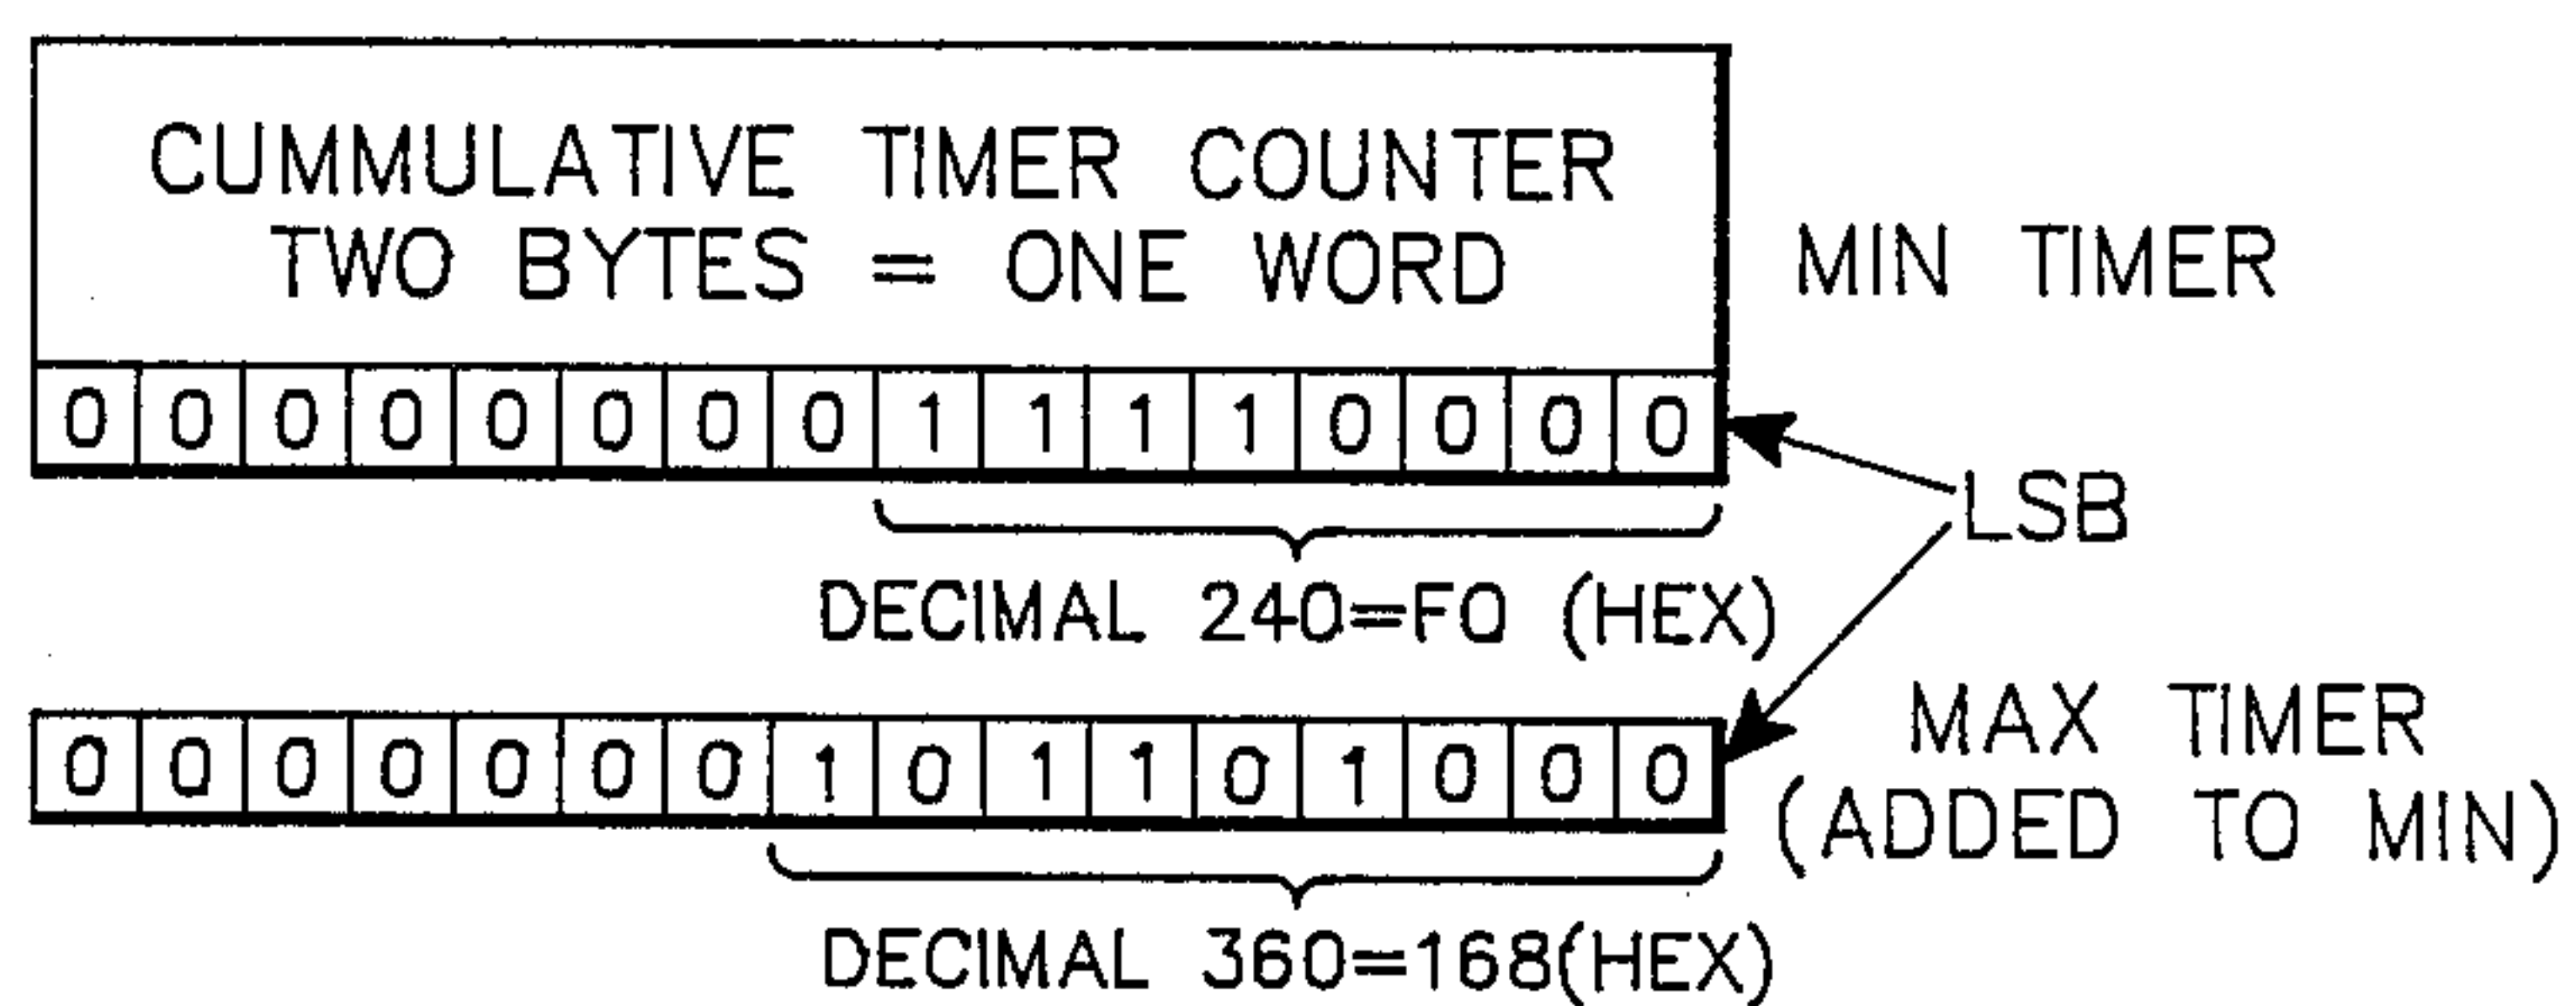 CUMMULATIVE TIMER COUNTER
TWO BYTES = ONE WORD
MIN TIMER
0 0 0 0 0 0 0 0 1 1 1 1 0 0 0 0
LSB
DECIMAL 240=F0 (HEX)
0 0 0 0 0 0 0 1 0 1 1 0 1 0 0 0
MAX TIMER
(ADDED TO MIN)
DECIMAL 360=168(HEX)